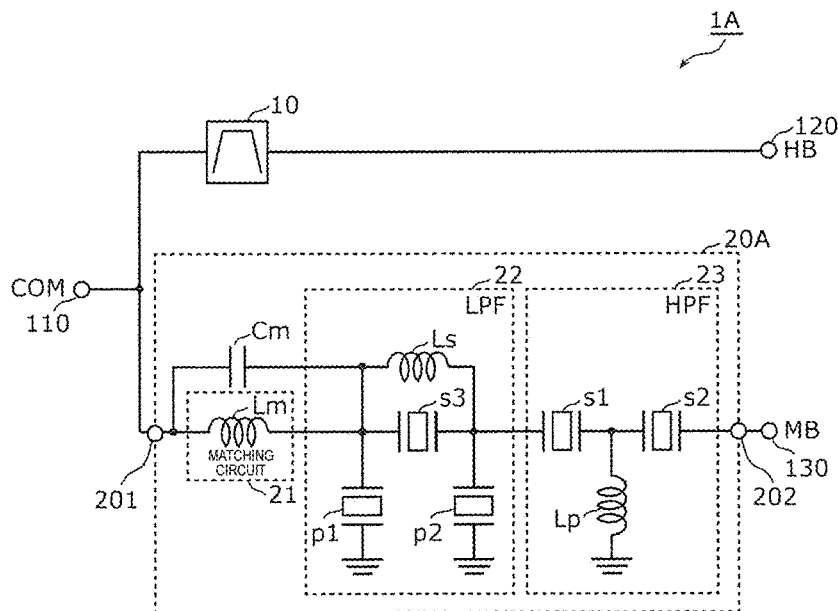 1A
10
120
HB
20A
22
23
COM
LPF
HPF
110
Cm
Ls
Lm
s3
s1
s2
MB
MATCHING
CIRCUIT
201
21
202
130
p1
p2
Lp